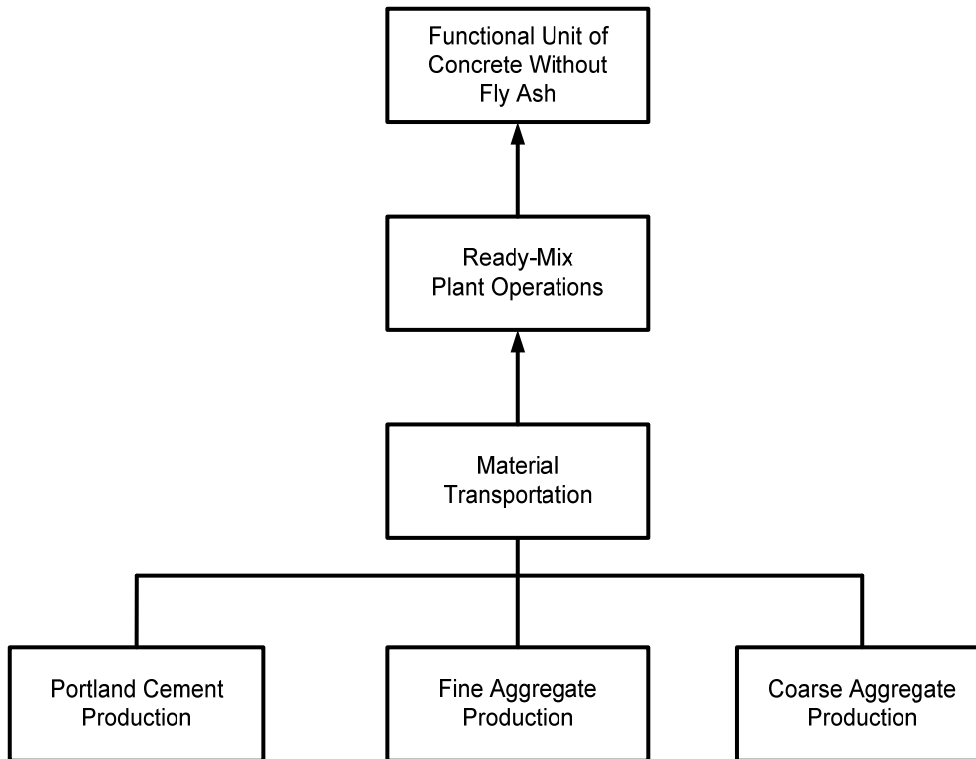 Functional Unit of
Concrete Without
Fly Ash
Ready-Mix
Plant Operations
Material
Transportation
Portland Cement
Production
Fine Aggregate
Production
Coarse Aggregate
Production